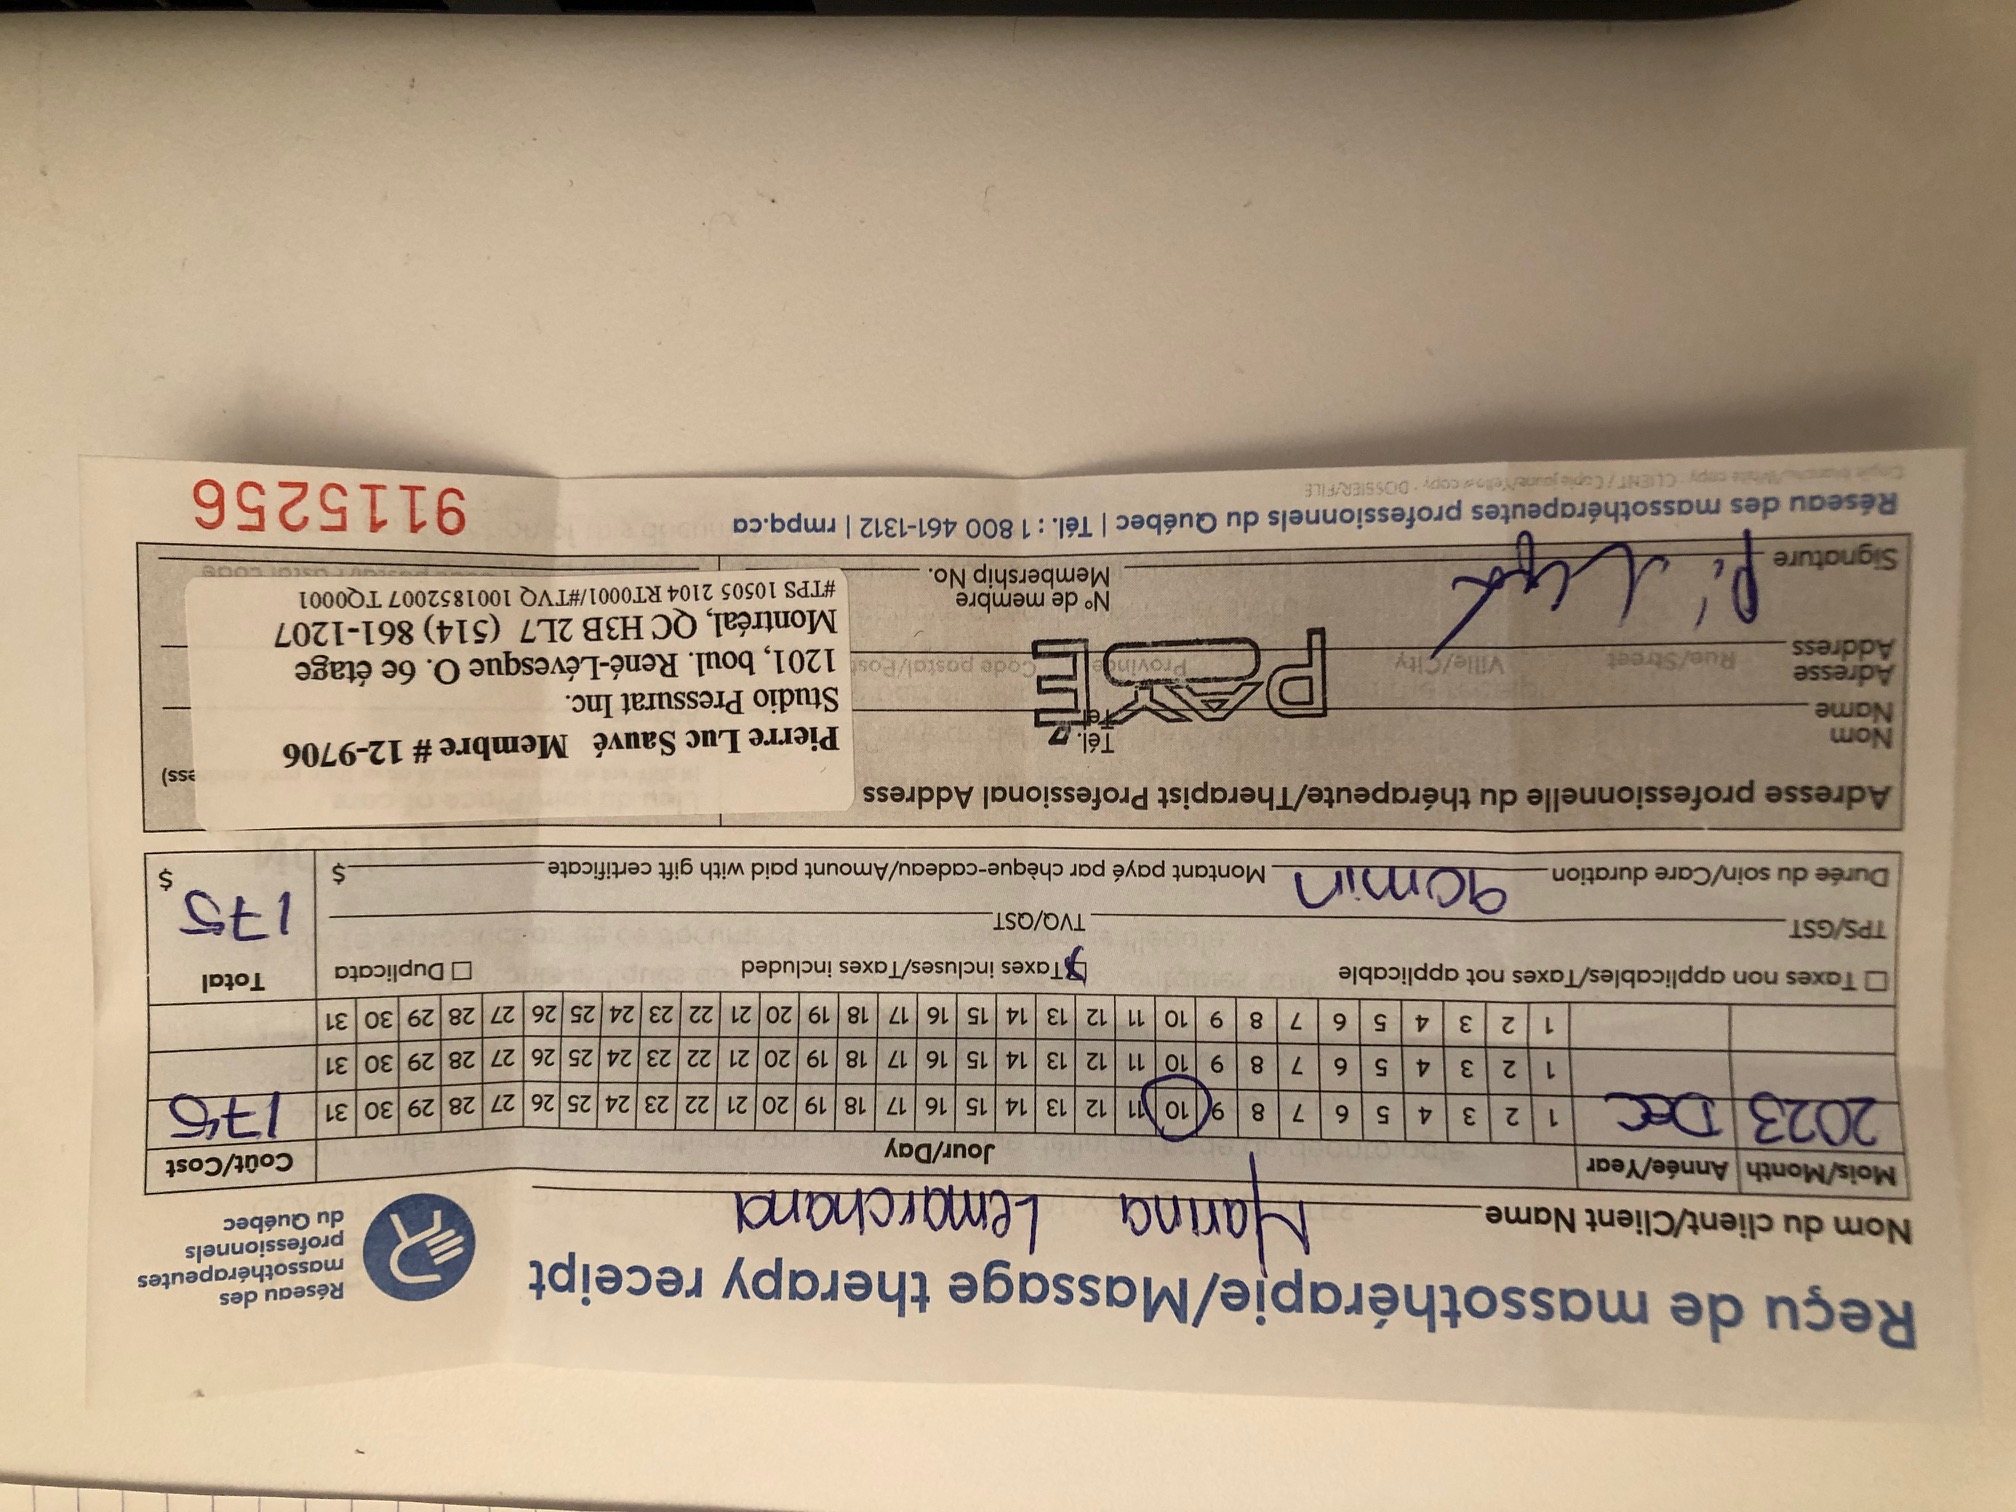 Reçu de massothérapie/Massage therapy receipt
Réseau des
massothérapeutes
professionnels
du Québec
Nom du client/Client Name Marina Lemarchand
Mois/Month Année/Year Jour/Day Coût/Cost
2023 Dec 1 2 3 4 5 6 7 8 9 10 11 12 13 14 15 16 17 18 19 20 21 22 23 24 25 26 27 28 29 30 31 175
1 2 3 4 5 6 7 8 9 10 11 12 13 14 15 16 17 18 19 20 21 22 23 24 25 26 27 28 29 30 31
1 2 3 4 5 6 7 8 9 10 11 12 13 14 15 16 17 18 19 20 21 22 23 24 25 26 27 28 29 30 31
Taxes non applicables/Taxes not applicable Taxes incluses/Taxes included Duplicata Total
TPS/GST TVQ/QST 175 $
Durée du soin/Care duration 90min Montant payé par chèque-cadeau/Amount paid with gift certificate $
Adresse professionnelle du thérapeute/Therapist Professional Address
ess)
Nom Tél.
Name Tel.
PAYÉ
Adresse
Address Rue/Street Ville/City Province Code postal/Post
Pierre Luc Sauvé Membre # 12-9706
Studio Pressurat Inc.
1201, boul. René-Lévesque O. 6e étage
Montréal, QC H3B 2L7 (514) 861-1207
#TPS 10505 2104 RT0001/#TVQ 1001852007 TQ0001
Nº de membre
Signature Membership No.
Postal Code
Réseau des massothérapeutes professionnels du Québec | Tél. : 1 800 461-1312 | rmpq.ca
Copie blanche/White copy : CLIENT / Copie jaune/Yellow copy : DOSSIER/FILE
9115256